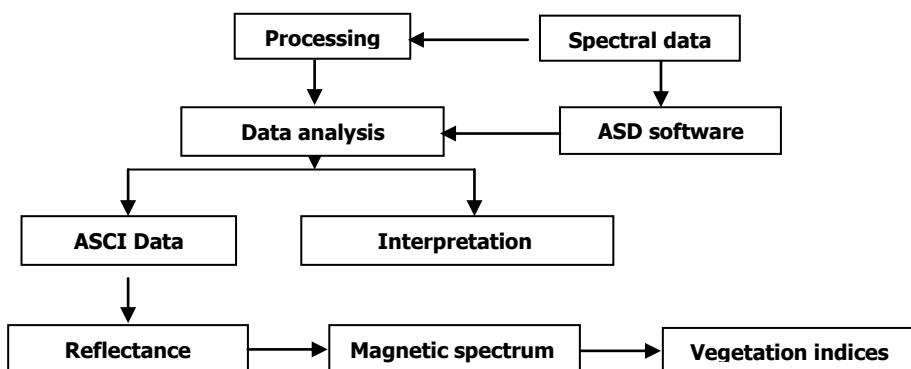 Processing
Spectral data
Data analysis
ASD software
ASCI Data
Interpretation
Reflectance
Magnetic spectrum
Vegetation indices